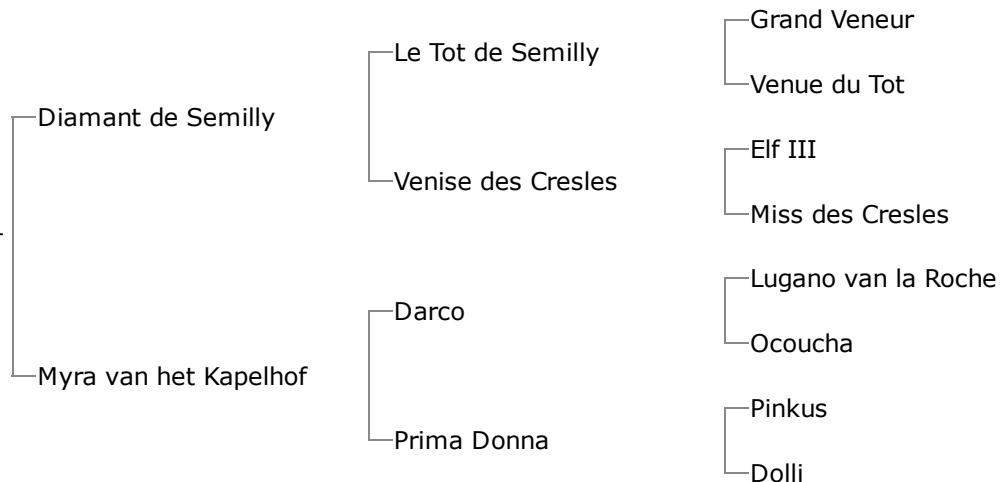 Grand Veneur
Le Tot de Semilly
Venue du Tot
Diamant de Semilly
Elf III
Venise des Cresles
Miss des Cresles
Lugano van la Roche
Darco
Ocoucha
Myra van het Kapelhof
Pinkus
Prima Donna
Dolli